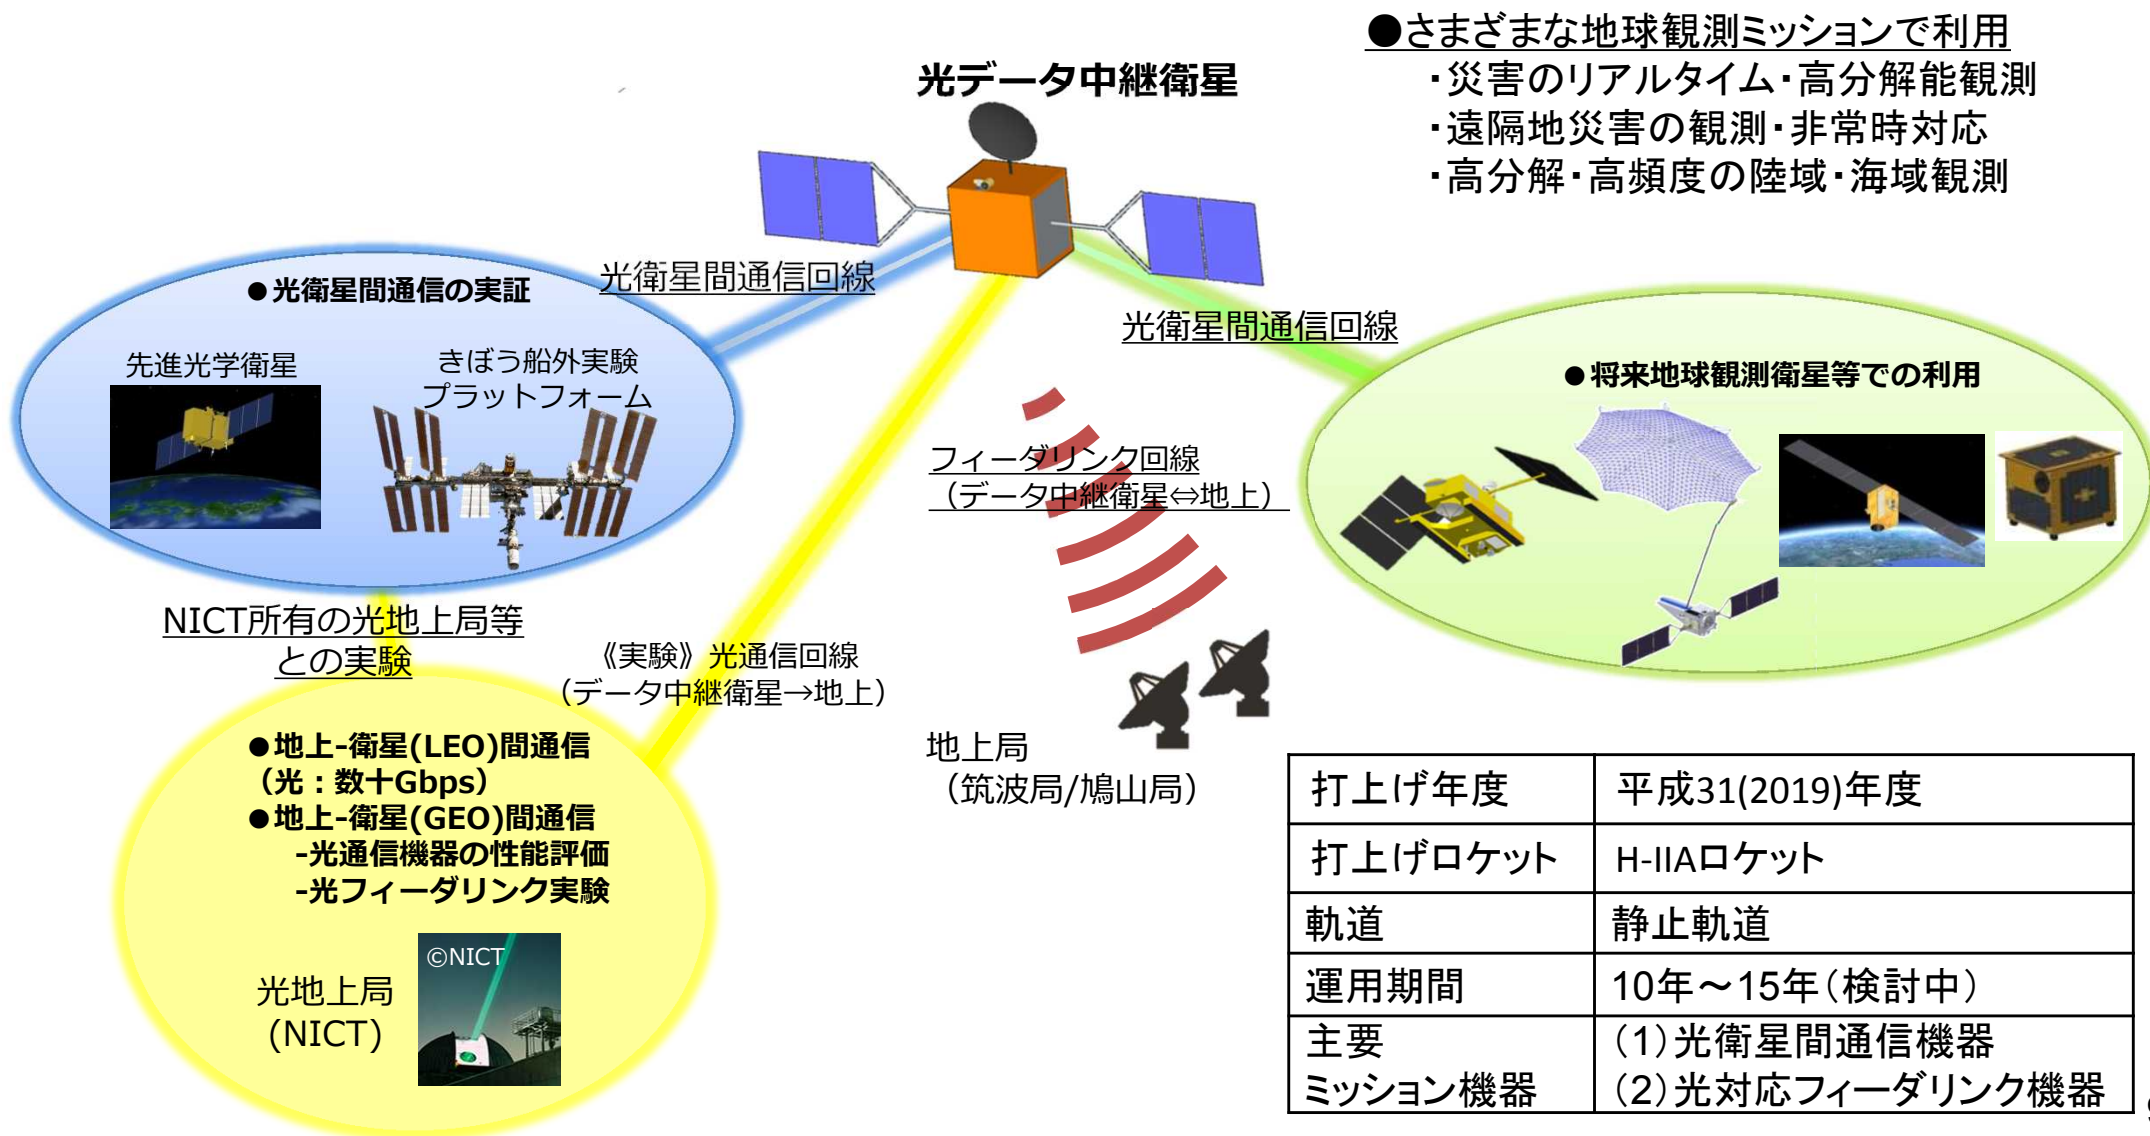 ●さまざまな地球観測ミッションで利用
・災害のリアルタイム・高分解能観測
・遠隔地災害の観測・非常時対応
・高分解・高頻度の陸域・海域観測
光データ中継衛星
光衛星間通信回線
光衛星間通信回線
●光衛星間通信の実証
先進光学衛星
きぼう船外実験
プラットフォーム
●将来地球観測衛星等での利用
フィーダリンク回線
（データ中継衛星⇔地上）
NICT所有の光地上局等
との実験
《実験》光通信回線
（データ中継衛星→地上）
地上局
（筑波局/鳩山局）
●地上-衛星(LEO)間通信
（光：数十Gbps）
●地上-衛星(GEO)間通信
-光通信機器の性能評価
-光フィーダリンク実験
光地上局
(NICT)
©NICT
打上げ年度 平成31(2019)年度
打上げロケット H-IIAロケット
軌道 静止軌道
運用期間 10年～15年（検討中）
主要 （1）光衛星間通信機器
ミッション機器 （2）光対応フィーダリンク機器